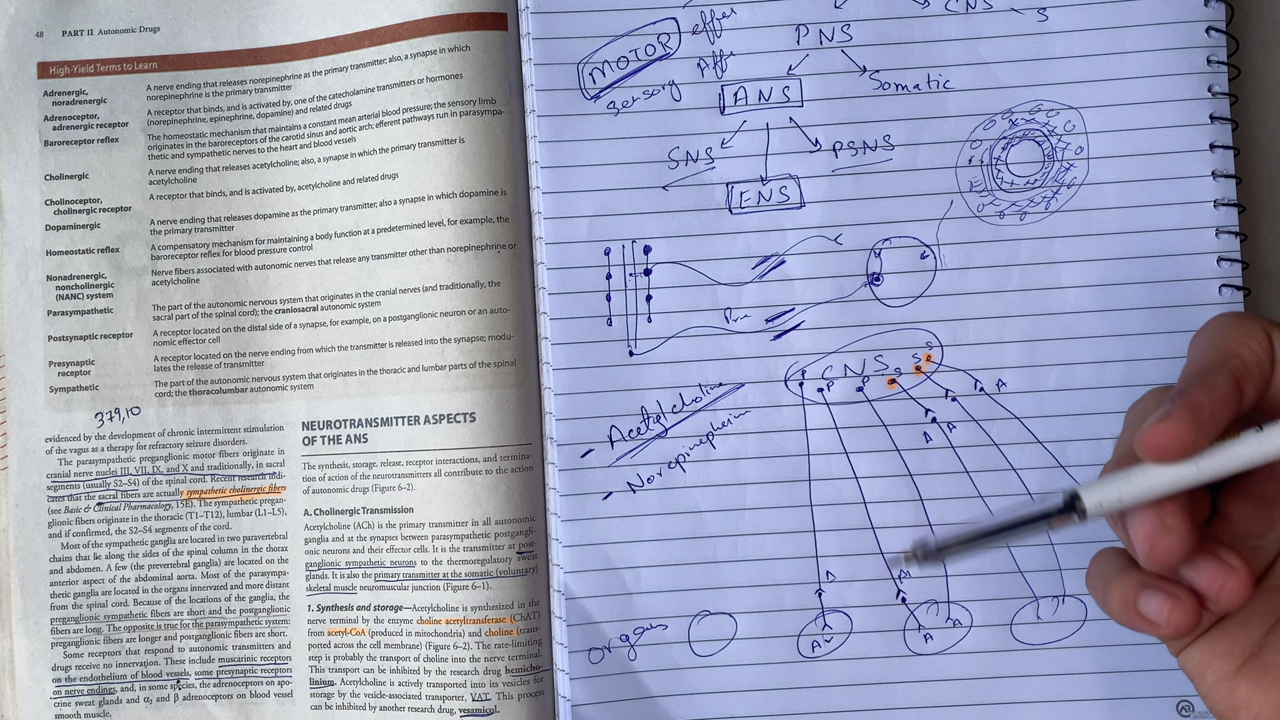 48 PART II Autonomic Drugs
High-Yield Terms to Learn
Adrenergic, noradrenergic
A nerve ending that releases norepinephrine as the primary transmitter; also, a synapse in which
norepinephrine is the primary transmitter
Adrenoceptor, adrenergic receptor
A receptor that binds, and is activated by, one of the catecholamine transmitters or hormones
(norepinephrine, epinephrine, dopamine) and related drugs
Baroreceptor reflex
The homeostatic mechanism that maintains a constant mean arterial blood pressure; the sensory limb
originates in the baroreceptors of the carotid sinus and aortic arch; efferent pathways run in parasympa-
thetic and sympathetic nerves to the heart and blood vessels
Cholinergic
A nerve ending that releases acetylcholine; also, a synapse in which the primary transmitter is
acetylcholine
Cholinoceptor, cholinergic receptor
A receptor that binds, and is activated by, acetylcholine and related drugs
Dopaminergic
A nerve ending that releases dopamine as the primary transmitter; also a synapse in which dopamine is
the primary transmitter
Homeostatic reflex
A compensatory mechanism for maintaining a body function at a predetermined level, for example, the
baroreceptor reflex for blood pressure control
Nonadrenergic, noncholinergic (NANC) system
Nerve fibers associated with autonomic nerves that release any transmitter other than norepinephrine or
acetylcholine
Parasympathetic
The part of the autonomic nervous system that originates in the cranial nerves (and traditionally, the
sacral part of the spinal cord); the craniosacral autonomic system
Postsynaptic receptor
A receptor located on the distal side of a synapse, for example, on a postganglionic neuron or an auto-
nomic effector cell
Presynaptic receptor
A receptor located on the nerve ending from which the transmitter is released into the synapse; modu-
lates the release of transmitter
Sympathetic
The part of the autonomic nervous system that originates in the thoracic and lumbar parts of the spinal
cord; the thoracolumbar autonomic system
379,10
evidenced by the development of chronic intermittent stimulation
of the vagus as a therapy for refractory seizure disorders.
The parasympathetic preganglionic motor fibers originate in
cranial nerve nuclei III, VII, IX, and X and traditionally, in sacral
segments (usually S2–S4) of the spinal cord. Recent research indi-
cates that the sacral fibers are actually sympathetic cholinergic fibers
(see Basic & Clinical Pharmacology, 15E). The sympathetic pregan-
glionic fibers originate in the thoracic (T1–T12), lumbar (L1–L5),
and if confirmed, the S2–S4 segments of the cord.
Most of the sympathetic ganglia are located in two paravertebral
chains that lie along the sides of the spinal column in the thorax
and abdomen. A few (the prevertebral ganglia) are located on the
anterior aspect of the abdominal aorta. Most of the parasympa-
thetic ganglia are located in the organs innervated and more distant
from the spinal cord. Because of the locations of the ganglia, the
preganglionic sympathetic fibers are short and the postganglionic
fibers are long. The opposite is true for the parasympathetic system:
preganglionic fibers are longer and postganglionic fibers are short.
Some receptors that respond to autonomic transmitters and
drugs receive no innervation. These include muscarinic receptors
on the endothelium of blood vessels, some presynaptic receptors
on nerve endings, and, in some species, the adrenoceptors on apo-
crine sweat glands and α2 and β adrenoceptors on blood vessel
smooth muscle.
NEUROTRANSMITTER ASPECTS
OF THE ANS
The synthesis, storage, release, receptor interactions, and termina-
tion of action of the neurotransmitters all contribute to the action
of autonomic drugs (Figure 6–2).
A. Cholinergic Transmission
Acetylcholine (ACh) is the primary transmitter in all autonomic
ganglia and at the synapses between parasympathetic postgangli-
onic neurons and their effector cells. It is the transmitter at post-
ganglionic sympathetic neurons to the thermoregulatory sweat
glands. It is also the primary transmitter at the somatic (voluntary)
skeletal muscle neuromuscular junction (Figure 6–1).
1. Synthesis and storage—Acetylcholine is synthesized in the
nerve terminal by the enzyme choline acetyltransferase (ChAT)
from acetyl-CoA (produced in mitochondria) and choline (trans-
ported across the cell membrane) (Figure 6–2). The rate-limiting
step is probably the transport of choline into the nerve terminal.
This transport can be inhibited by the research drug hemicho-
linium. Acetylcholine is actively transported into its vesicles for
storage by the vesicle-associated transporter, VAT. This process
can be inhibited by another research drug, vesamicol.
CNS S
MOTOR effer PNS
sensory Affe
ANS Somatic
SNS PSNS
ENS
P P P CNS S S S
- Acetylcholine
- Norepinephrin
A A A
organs A A A